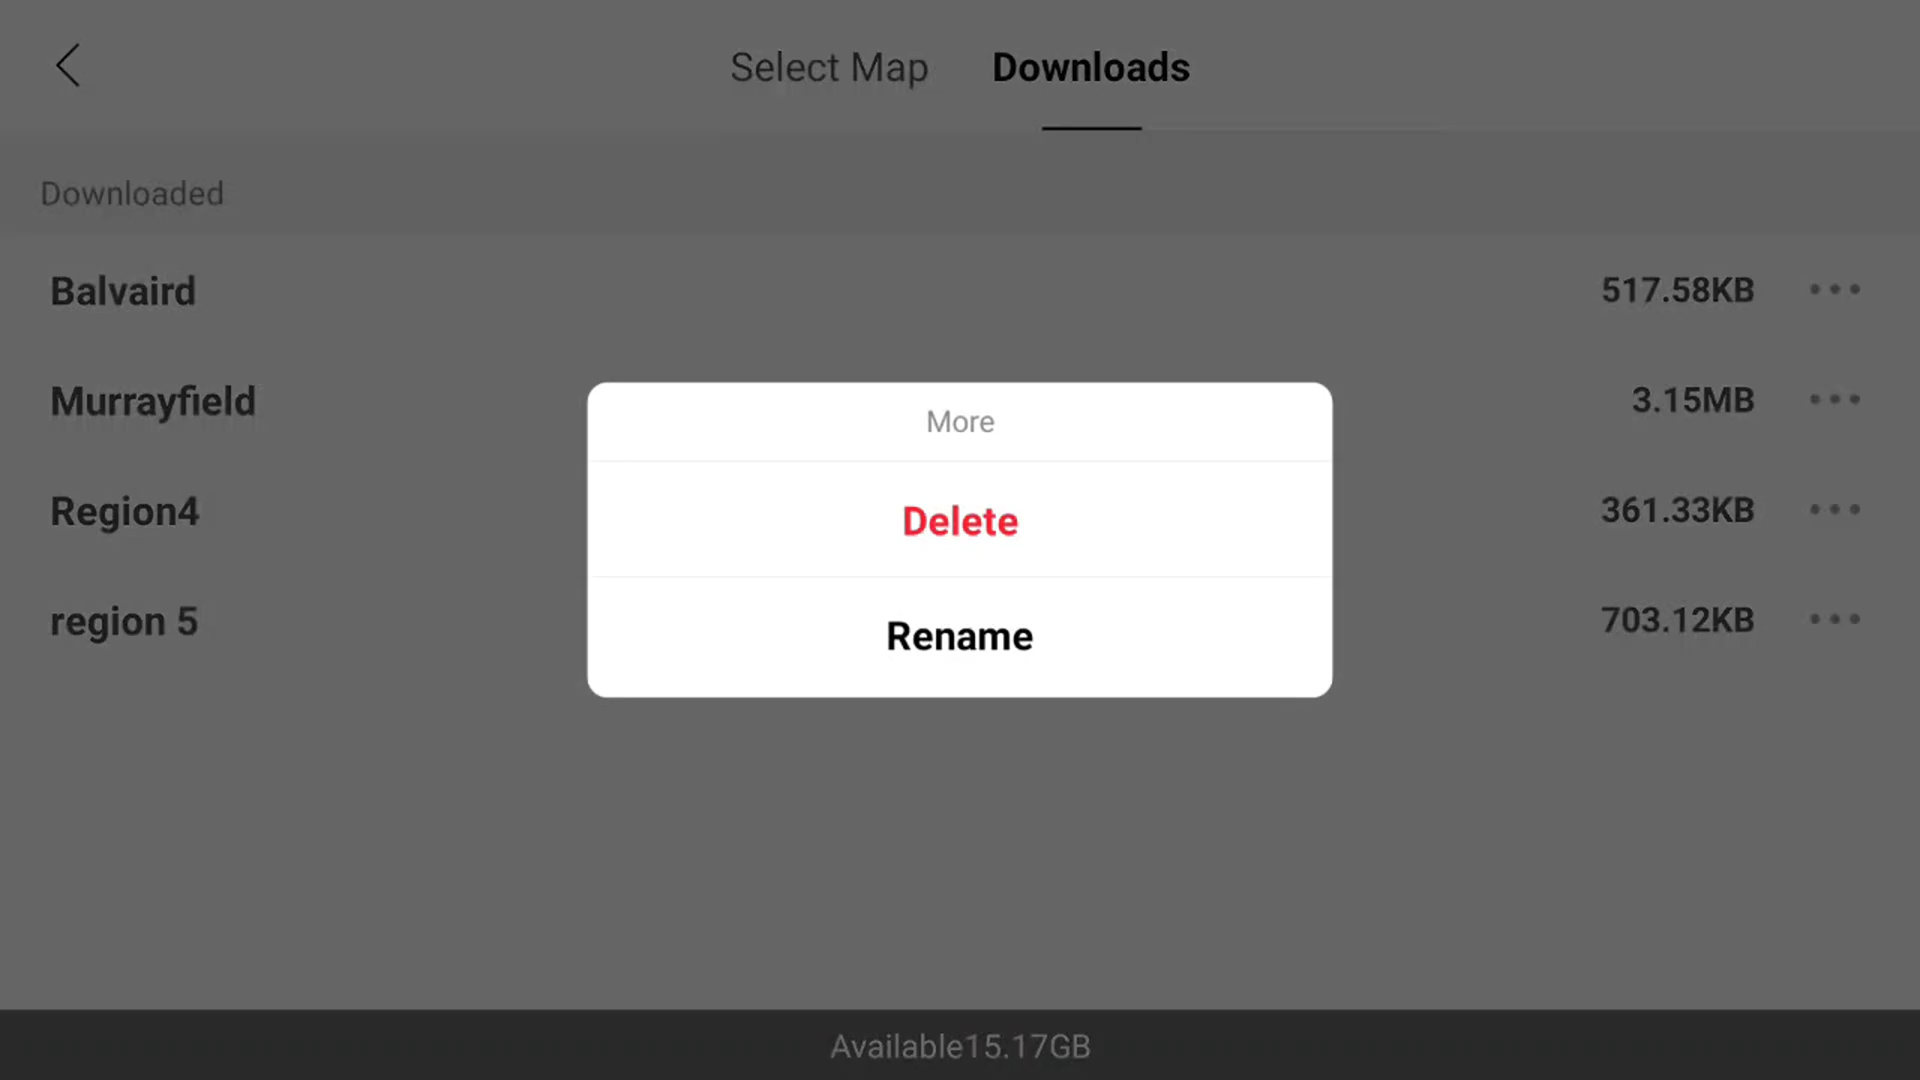 Select Map Downloads
Downloaded
Balvaird 517.58KB
Murrayfield 3.15MB
More
Region4 361.33KB
Delete
region 5 703.12KB
Rename
Available15.17GB